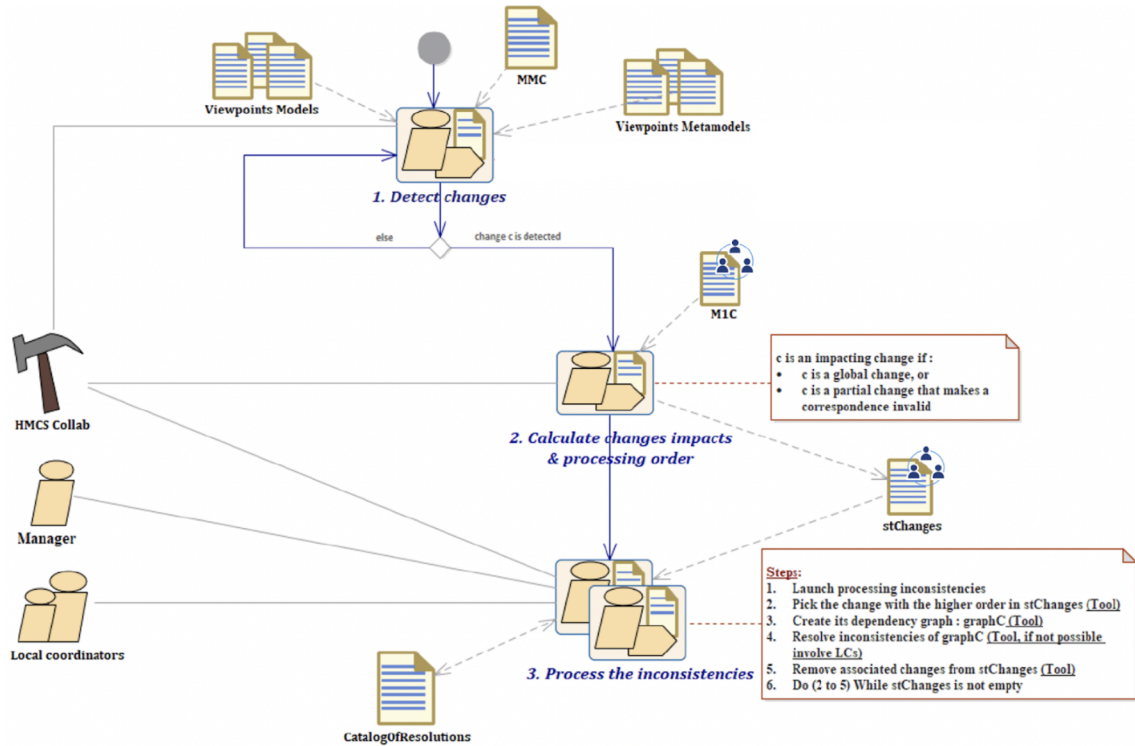 MMC
Viewpoints Models
Viewpoints Metamodels
1. Detect changes
else
change c is detected
M1C
c is an impacting change if :
• c is a global change, or
• c is a partial change that makes a
correspondence invalid
HMCS Collab
2. Calculate changes impacts
& processing order
stChanges
Manager
Steps:
1. Launch processing inconsistencies
2. Pick the change with the higher order in stChanges (Tool)
3. Create its dependency graph : graphC (Tool)
4. Resolve inconsistencies of graphC (Tool, if not possible
involve LCs)
5. Remove associated changes from stChanges (Tool)
6. Do (2 to 5) While stChanges is not empty
Local coordinators
3. Process the inconsistencies
CatalogOfResolutions